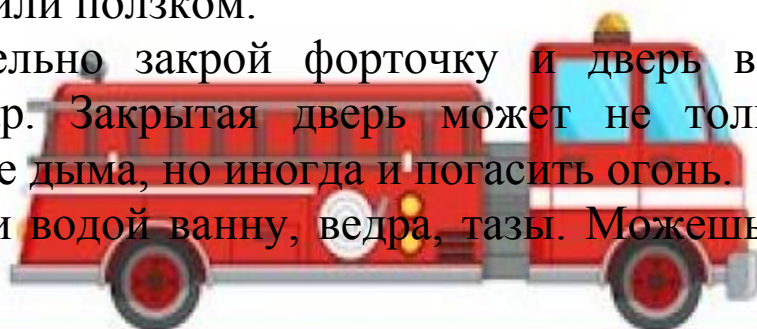 или ползком.
ельно закрой форточку и дверь в
р. Закрытая дверь может не тол
е дыма, но иногда и погасить огонь.
и водой ванну, ведра, тазы. Можешь